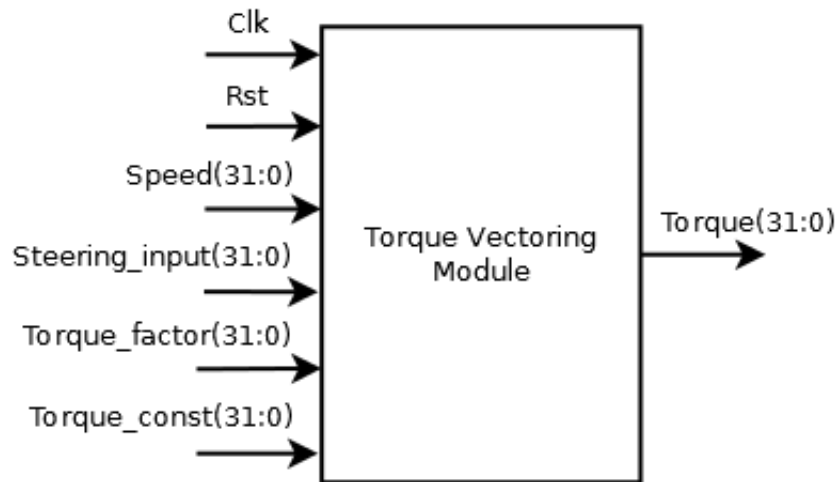 Clk
Rst
Speed(31:0)
Steering_input(31:0)
Torque_factor(31:0)
Torque_const(31:0)
Torque Vectoring
Module
Torque(31:0)